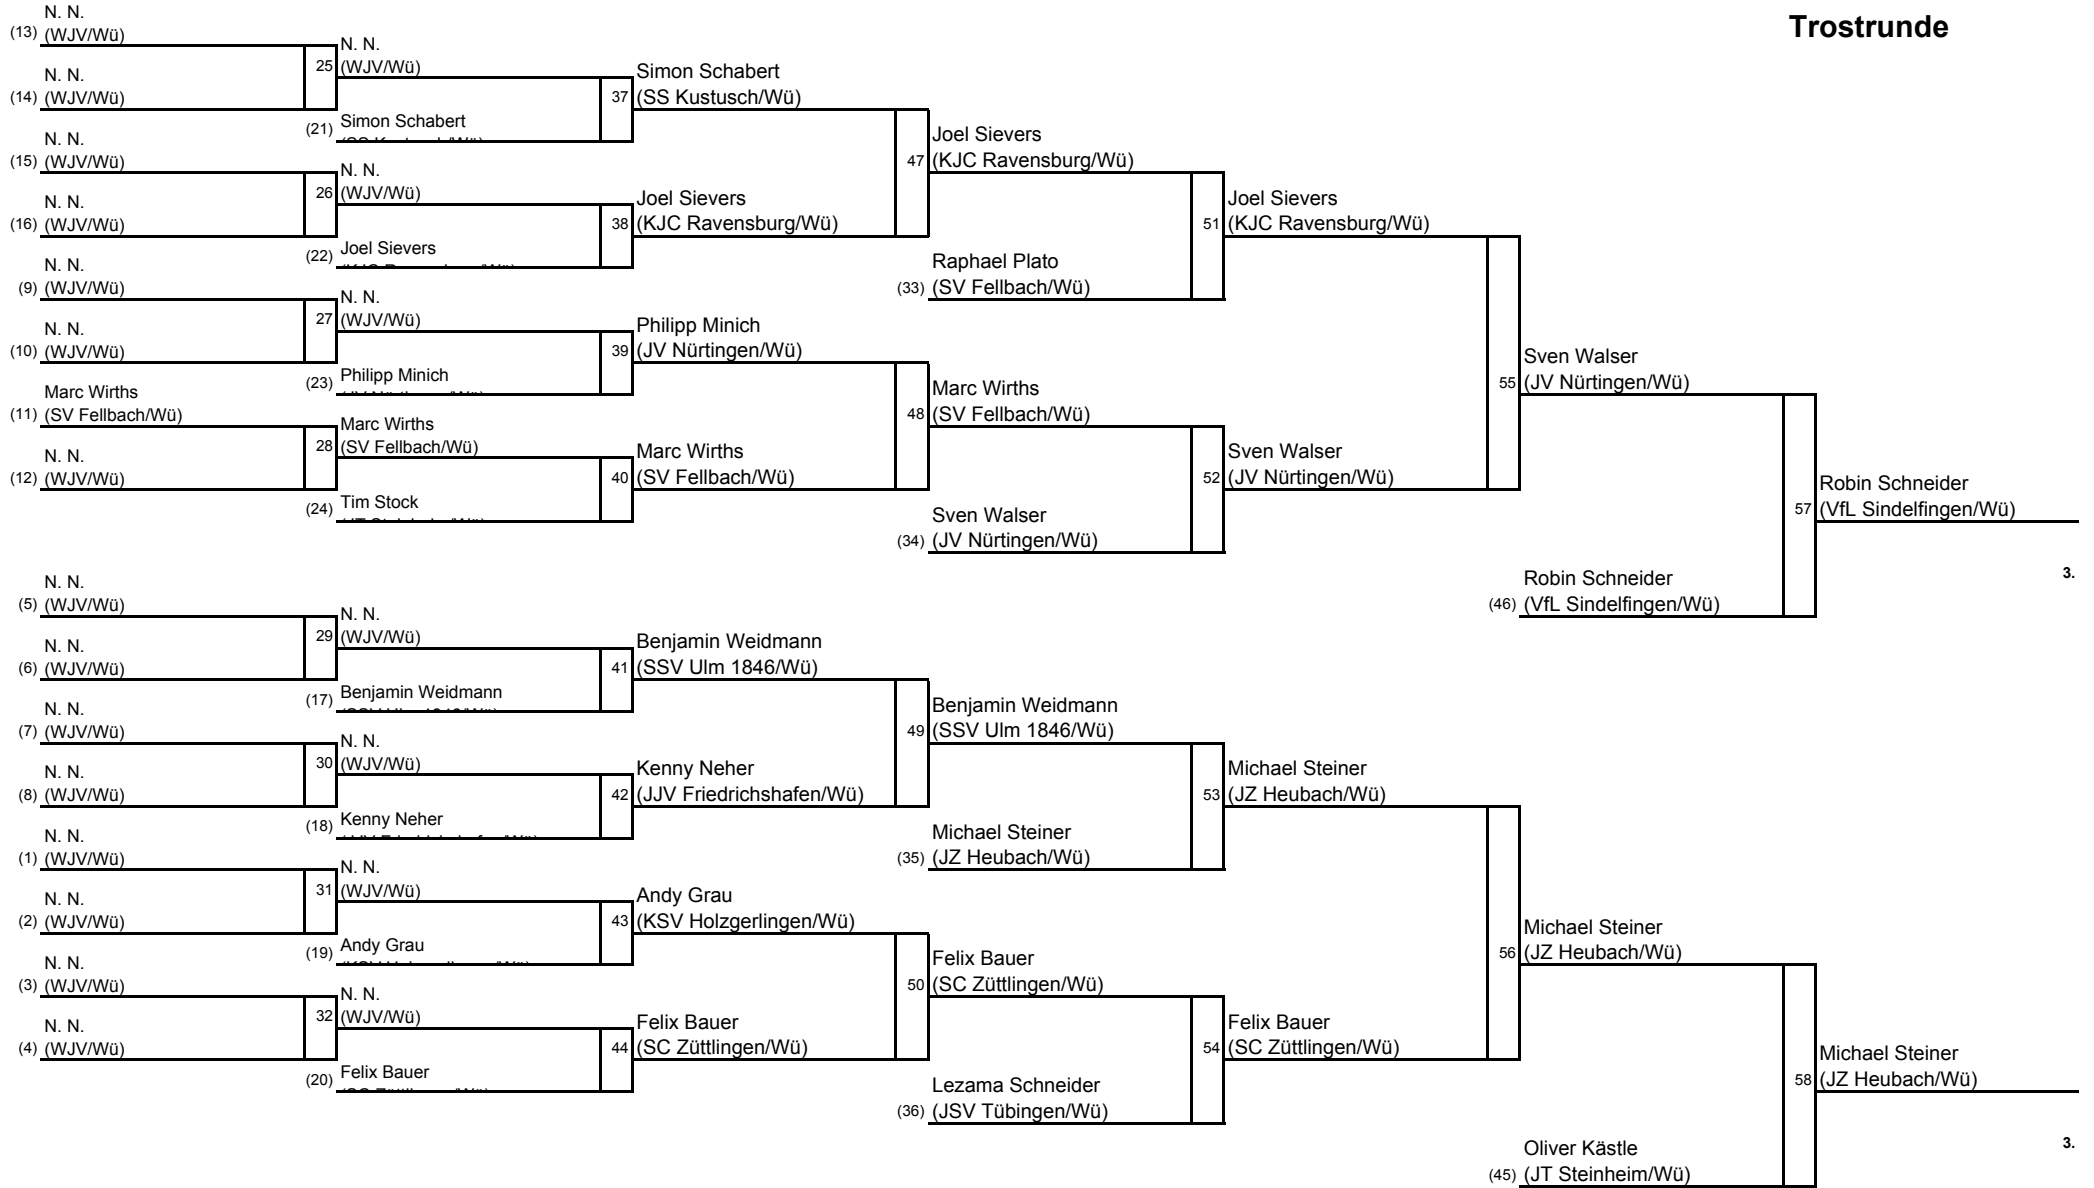 Trostrunde
N. N.
(13) (WJV/Wü)
N. N.
25 (WJV/Wü)
N. N.
(14) (WJV/Wü)
Simon Schabert
37 (SS Kustusch/Wü)
(21) Simon Schabert
N. N.
(15) (WJV/Wü)
Joel Sievers
47 (KJC Ravensburg/Wü)
N. N.
26 (WJV/Wü)
N. N.
(16) (WJV/Wü)
Joel Sievers
38 (KJC Ravensburg/Wü)
Joel Sievers
51 (KJC Ravensburg/Wü)
(22) Joel Sievers
N. N.
(9) (WJV/Wü)
Raphael Plato
(33) (SV Fellbach/Wü)
N. N.
27 (WJV/Wü)
N. N.
(10) (WJV/Wü)
Philipp Minich
39 (JV Nürtingen/Wü)
(23) Philipp Minich
Sven Walser
55 (JV Nürtingen/Wü)
Marc Wirths
(11) (SV Fellbach/Wü)
Marc Wirths
48 (SV Fellbach/Wü)
Marc Wirths
28 (SV Fellbach/Wü)
N. N.
(12) (WJV/Wü)
Marc Wirths
40 (SV Fellbach/Wü)
Sven Walser
52 (JV Nürtingen/Wü)
(24) Tim Stock
Robin Schneider
57 (VfL Sindelfingen/Wü)
Sven Walser
(34) (JV Nürtingen/Wü)
3.
N. N.
(5) (WJV/Wü)
Robin Schneider
(46) (VfL Sindelfingen/Wü)
N. N.
29 (WJV/Wü)
N. N.
(6) (WJV/Wü)
Benjamin Weidmann
41 (SSV Ulm 1846/Wü)
(17) Benjamin Weidmann
N. N.
(7) (WJV/Wü)
Benjamin Weidmann
49 (SSV Ulm 1846/Wü)
N. N.
30 (WJV/Wü)
N. N.
(8) (WJV/Wü)
Kenny Neher
42 (JJV Friedrichshafen/Wü)
Michael Steiner
53 (JZ Heubach/Wü)
(18) Kenny Neher
N. N.
(1) (WJV/Wü)
Michael Steiner
(35) (JZ Heubach/Wü)
N. N.
31 (WJV/Wü)
N. N.
(2) (WJV/Wü)
Andy Grau
43 (KSV Holzgerlingen/Wü)
(19) Andy Grau
Michael Steiner
56 (JZ Heubach/Wü)
N. N.
(3) (WJV/Wü)
Felix Bauer
50 (SC Züttlingen/Wü)
N. N.
32 (WJV/Wü)
N. N.
(4) (WJV/Wü)
Felix Bauer
44 (SC Züttlingen/Wü)
Felix Bauer
54 (SC Züttlingen/Wü)
(20) Felix Bauer
Michael Steiner
58 (JZ Heubach/Wü)
Lezama Schneider
(36) (JSV Tübingen/Wü)
3.
Oliver Kästle
(45) (JT Steinheim/Wü)